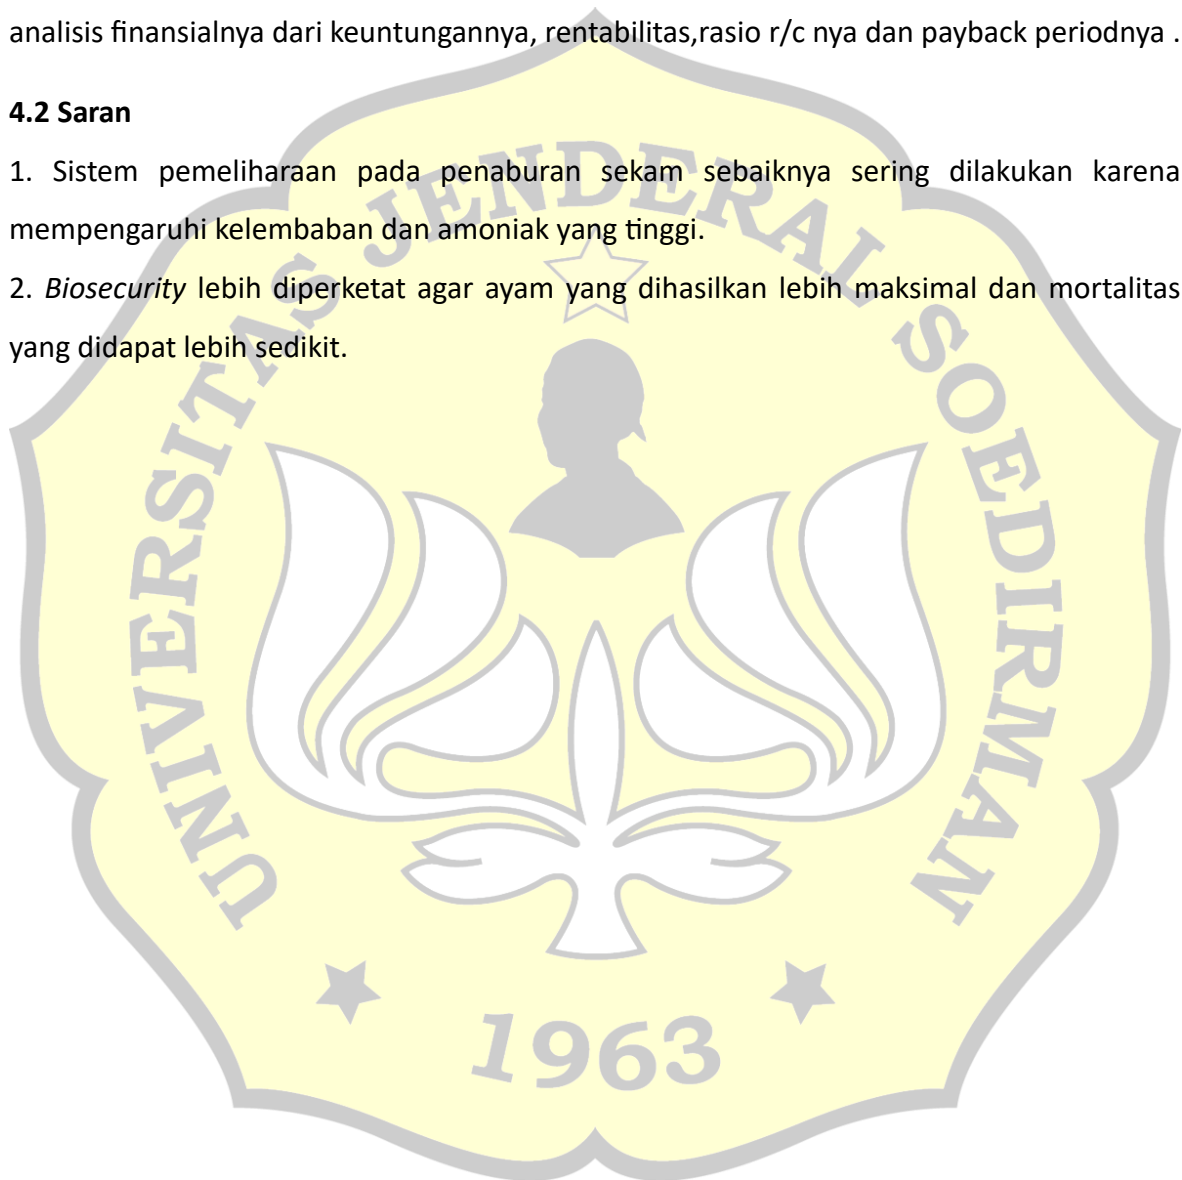 analisis finansialnya dari keuntungannya, rentabilitas,rasio r/c nya dan payback periodnya .
4.2 Saran
1. Sistem pemeliharaan pada penaburan sekam sebaiknya sering dilakukan karena
mempengaruhi kelembaban dan amoniak yang tinggi.
2. Biosecurity lebih diperketat agar ayam yang dihasilkan lebih maksimal dan mortalitas
yang didapat lebih sedikit.
UNIVERSITAS JENDERAL SOEDIRMAN
1963